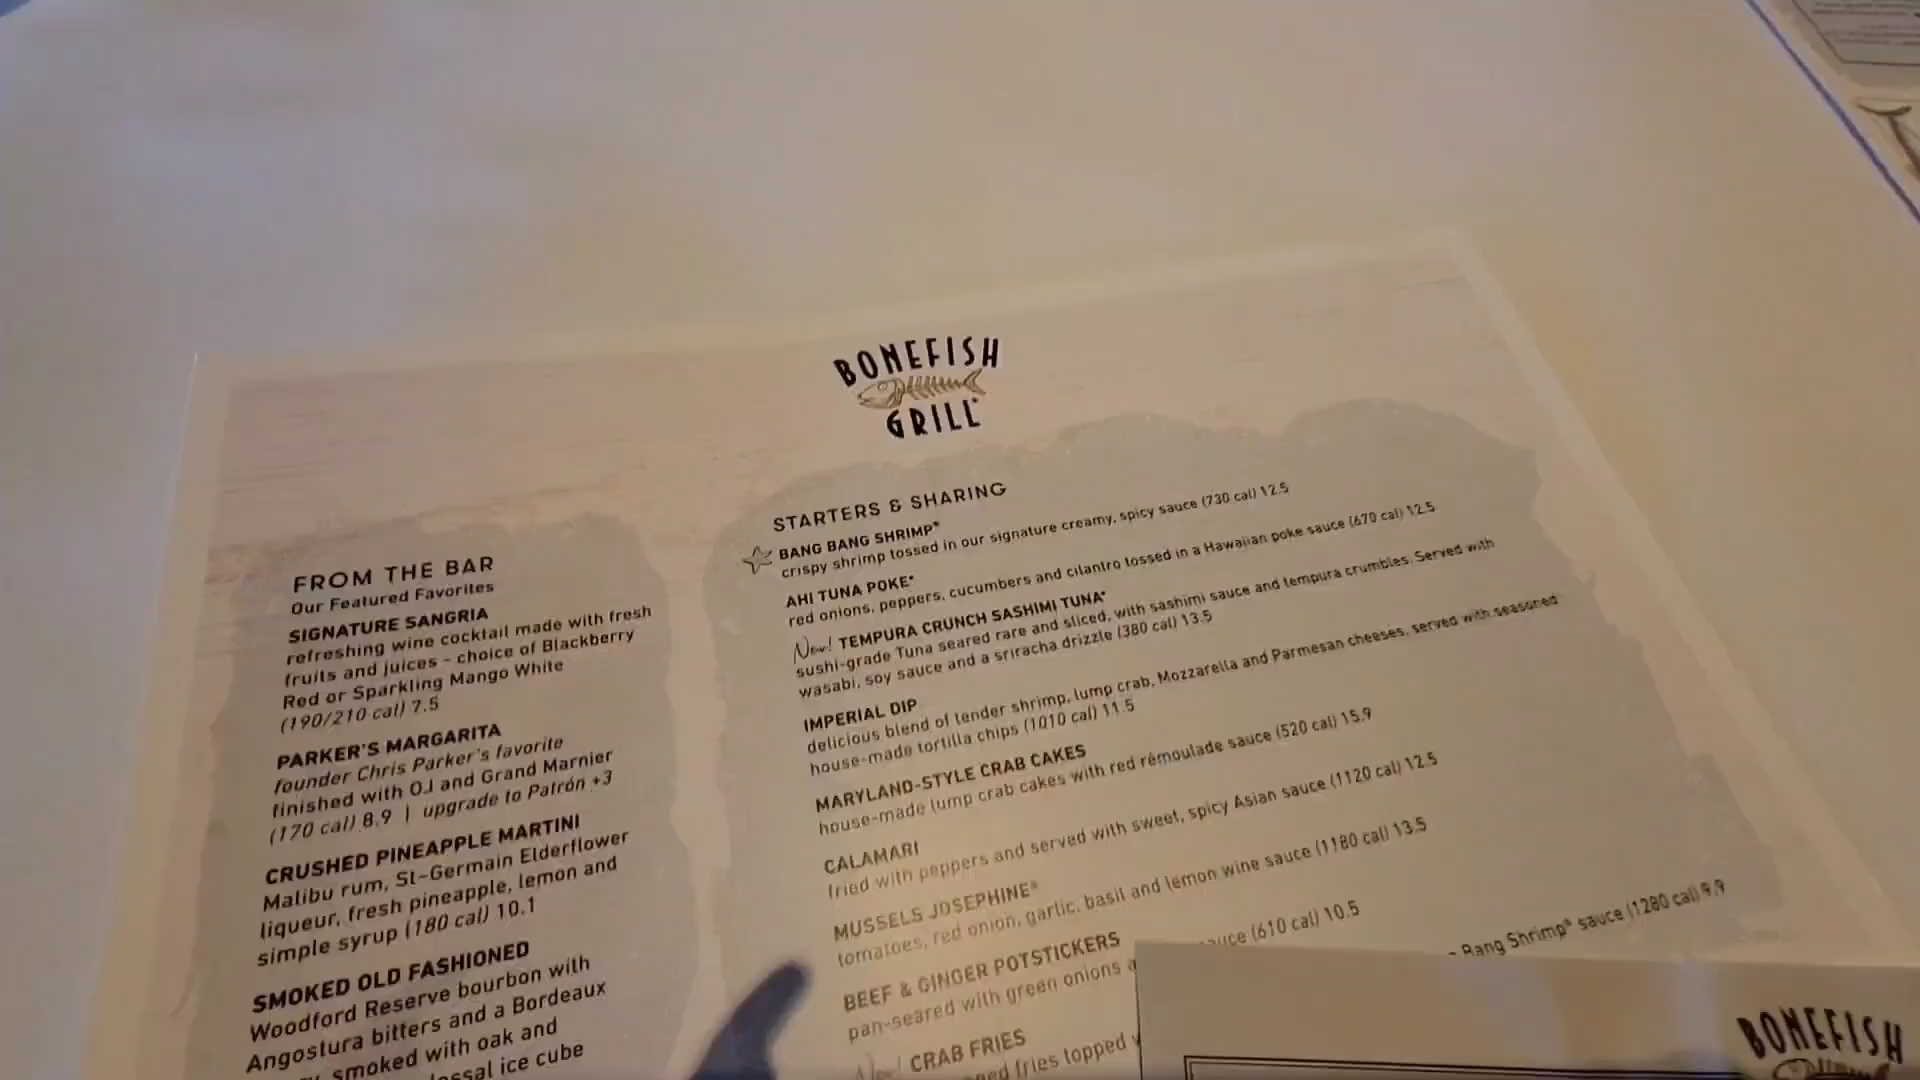 BONEFISH
GRILL
FROM THE BAR
Our Featured Favorites
SIGNATURE SANGRIA
refreshing wine cocktail made with fresh
fruits and juices - choice of Blackberry
Red or Sparkling Mango White
(190/210 cal) 7.5
PARKER'S MARGARITA
founder Chris Parker's favorite
finished with OJ and Grand Marnier
(170 cal) 8.9 | upgrade to Patrón +3
CRUSHED PINEAPPLE MARTINI
Malibu rum, St-Germain Elderflower
liqueur, fresh pineapple, lemon and
simple syrup (180 cal) 10.1
SMOKED OLD FASHIONED
Woodford Reserve bourbon with
Angostura bitters and a Bordeaux
smoked with oak and
ice cube
STARTERS & SHARING
BANG BANG SHRIMP®
crispy shrimp tossed in our signature creamy, spicy sauce (730 cal) 12.5
AHI TUNA POKE*
red onions, peppers, cucumbers and cilantro tossed in a Hawaiian poke sauce (670 cal) 12.5
New! TEMPURA CRUNCH SASHIMI TUNA*
sushi-grade Tuna seared rare and sliced, with sashimi sauce and tempura crumbles. Served with
wasabi, soy sauce and a sriracha drizzle (380 cal) 13.5
IMPERIAL DIP
delicious blend of tender shrimp, lump crab, Mozzarella and Parmesan cheeses, served with seasoned
house-made tortilla chips (1010 cal) 11.5
MARYLAND-STYLE CRAB CAKES
house-made lump crab cakes with red rémoulade sauce (520 cal) 15.9
CALAMARI
fried with peppers and served with sweet, spicy Asian sauce (1120 cal) 12.5
MUSSELS JOSEPHINE*
tomatoes, red onion, garlic, basil and lemon wine sauce (1180 cal) 13.5
BEEF & GINGER POTSTICKERS
pan-seared with green onions sauce (610 cal) 10.5
New! CRAB FRIES
fries topped Bang Shrimp® sauce (1280 cal) 9.9
BONEFISH